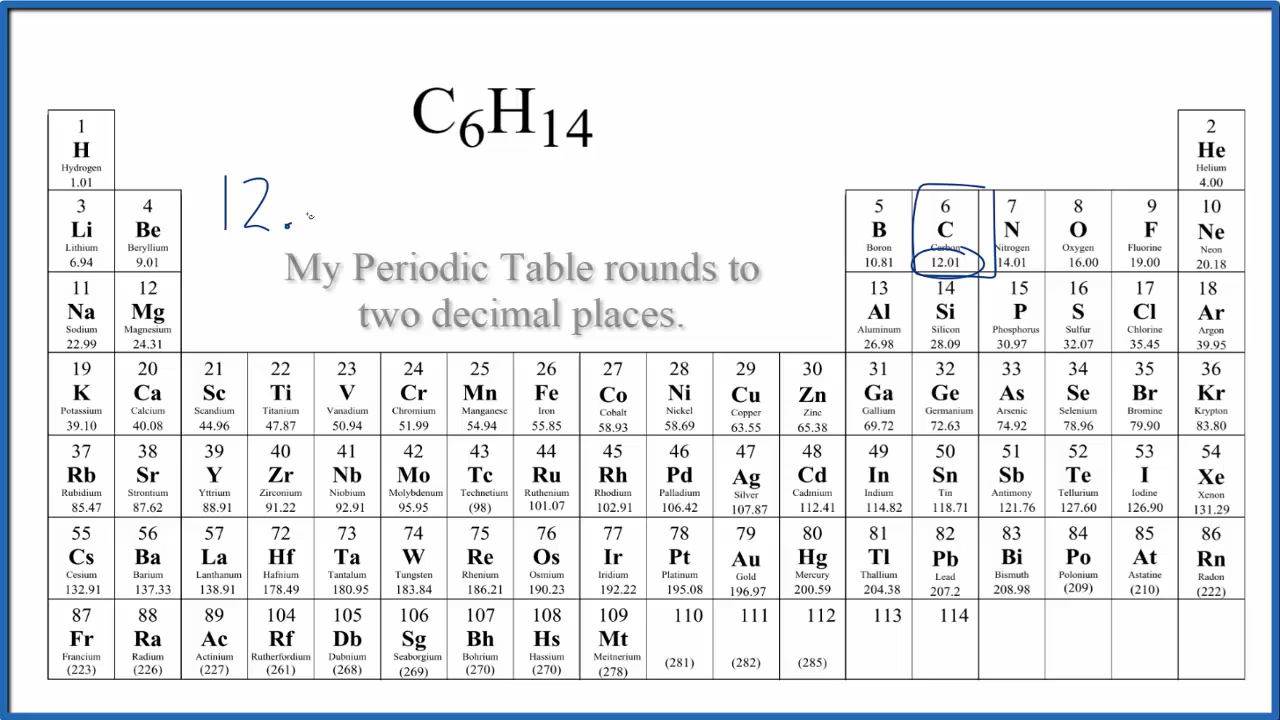 C6H14
1 2
H He
Hydrogen Helium
1.01 4.00
12.
3 4 5 6 7 8 9 10
Li Be B C N O F Ne
Lithium Beryllium Boron Carbon Nitrogen Oxygen Fluorine Neon
6.94 9.01 10.81 12.01 14.01 16.00 19.00 20.18
My Periodic Table rounds to
two decimal places.
11 12 13 14 15 16 17 18
Na Mg Al Si P S Cl Ar
Sodium Magnesium Aluminum Silicon Phosphorus Sulfur Chlorine Argon
22.99 24.31 26.98 28.09 30.97 32.07 35.45 39.95
19 20 21 22 23 24 25 26 27 28 29 30 31 32 33 34 35 36
K Ca Sc Ti V Cr Mn Fe Co Ni Cu Zn Ga Ge As Se Br Kr
Potassium Calcium Scandium Titanium Vanadium Chromium Manganese Iron Cobalt Nickel Copper Zinc Gallium Germanium Arsenic Selenium Bromine Krypton
39.10 40.08 44.96 47.87 50.94 51.99 54.94 55.85 58.93 58.69 63.55 65.38 69.72 72.63 74.92 78.96 79.90 83.80
37 38 39 40 41 42 43 44 45 46 47 48 49 50 51 52 53 54
Rb Sr Y Zr Nb Mo Tc Ru Rh Pd Ag Cd In Sn Sb Te I Xe
Rubidium Strontium Yttrium Zirconium Niobium Molybdenum Technetium Ruthenium Rhodium Palladium Silver Cadmium Indium Tin Antimony Tellurium Iodine Xenon
85.47 87.62 88.91 91.22 92.91 95.95 (98) 101.07 102.91 106.42 107.87 112.41 114.82 118.71 121.76 127.60 126.90 131.29
55 56 57 72 73 74 75 76 77 78 79 80 81 82 83 84 85 86
Cs Ba La Hf Ta W Re Os Ir Pt Au Hg Tl Pb Bi Po At Rn
Cesium Barium Lanthanum Hafnium Tantalum Tungsten Rhenium Osmium Iridium Platinum Gold Mercury Thallium Lead Bismuth Polonium Astatine Radon
132.91 137.33 138.91 178.49 180.95 183.84 186.21 190.23 192.22 195.08 196.97 200.59 204.38 207.2 208.98 (209) (210) (222)
87 88 89 104 105 106 107 108 109 110 111 112 113 114
Fr Ra Ac Rf Db Sg Bh Hs Mt
Francium Radium Actinium Rutherfordium Dubnium Seaborgium Bohrium Hassium Meitnerium
(223) (226) (227) (261) (268) (269) (270) (270) (278) (281) (282) (285)